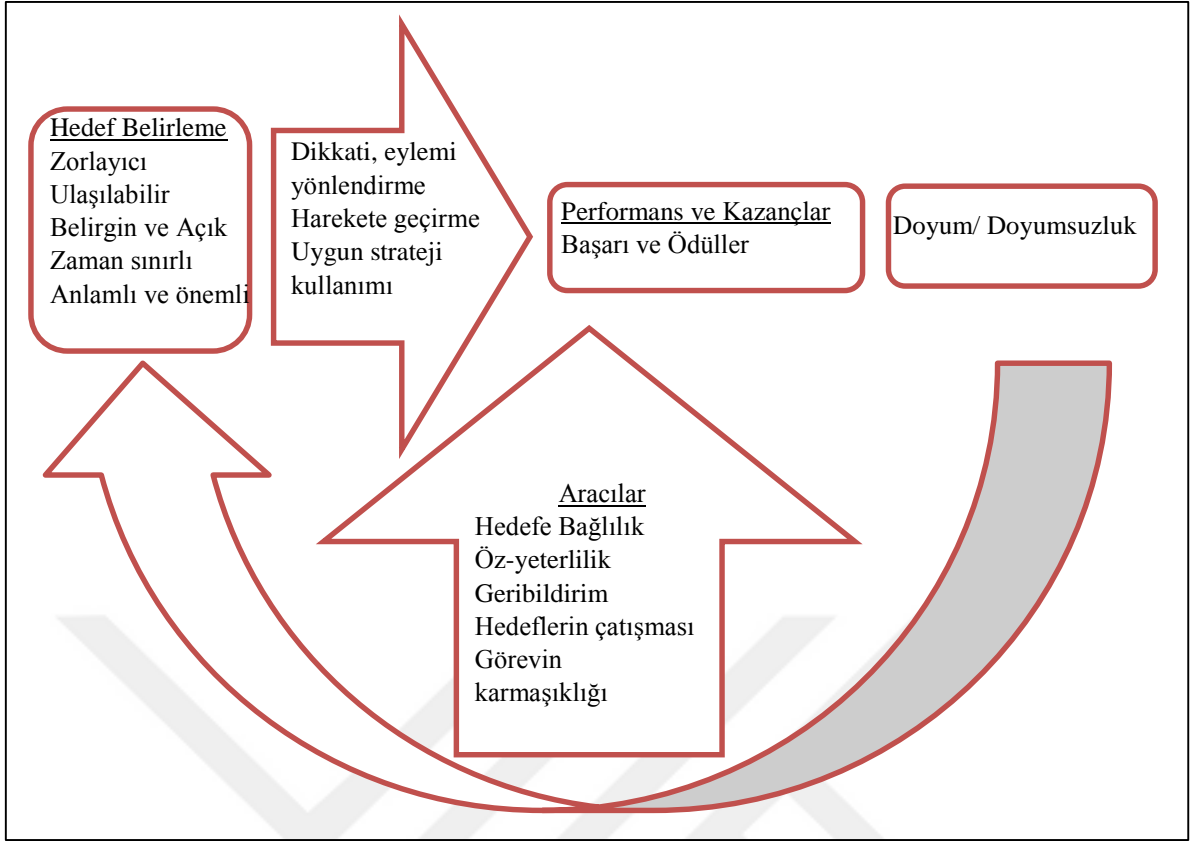 Hedef Belirleme
Zorlayıcı
Ulaşılabilir
Belirgin ve Açık
Zaman sınırlı
Anlamlı ve önemli
Dikkati, eylemi
yönlendirme
Harekete geçirme
Uygun strateji
kullanımı
Performans ve Kazançlar
Başarı ve Ödüller
Doyum/ Doyumsuzluk
Aracılar
Hedefe Bağlılık
Öz-yeterlilik
Geribildirim
Hedeflerin çatışması
Görevin
karmaşıklığı